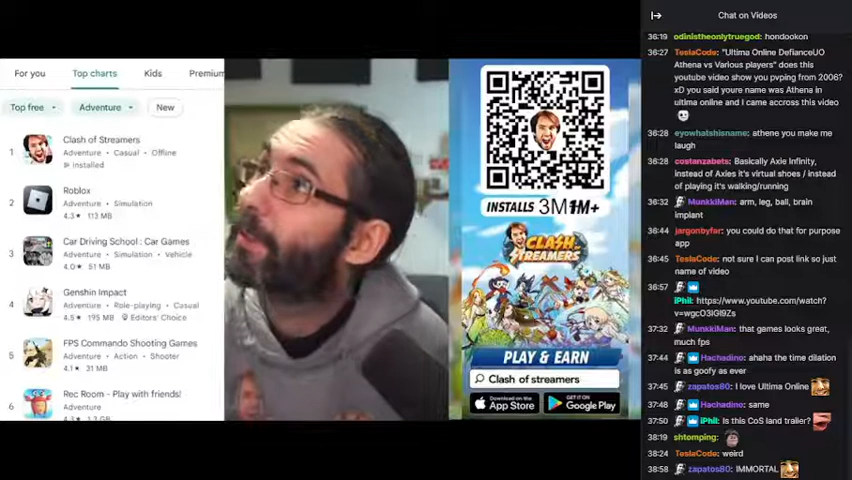 For you Top charts Kids Premium
Top free Adventure New
1 Clash of Streamers
Adventure • Casual • Offline
Installed
2 Roblox
Adventure • Simulation
4.3★ 113 MB
3 Car Driving School : Car Games
Adventure • Simulation • Vehicle
4.0★ 51 MB
4 Genshin Impact
Adventure • Role-playing • Casual
4.5★ 195 MB Editors' Choice
5 FPS Commando Shooting Games
Adventure • Action • Shooter
4.1★ 31 MB
6 Rec Room - Play with friends!
Adventure
INSTALLS
CLASH OF
STREAMERS
PLAY & EARN
Clash of streamers
Download on the
App Store
GET IT ON
Google Play
Chat on Videos
36:19 odinistheonlytruegod: hondookon
36:27 TeslaCode: "Ultima Online DefianceUO
Athena vs Various players" does this
youtube video show you pvping from 2006?
xD you said youre name was Athena in
ultima online and I came accross this video
36:28 eyowhatshisname: athene you make me
laugh
36:28 costanzabets: Basically Axie Infinity,
instead of Axies it's virtual shoes / instead
of playing it's walking/running
36:32 MunkkiMan: arm, leg, ball, brain
implant
36:44 jargonbyfar: you could do that for purpose
app
36:45 TeslaCode: not sure I can post link so just
name of video
36:57
iPhil: https://www.youtube.com/watch?
v=wgcO3lGl9Zs
37:32 MunkkiMan: that games looks great,
much fps
37:44 Hachadino: ahaha the time dilation
is as goofy as ever
37:45 zapatos80: I love Ultima Online
37:48 Hachadino: same
37:50 iPhil: Is this CoS land trailer?
38:19 shtomping:
38:24 TeslaCode: weird
38:58 zapatos80: IMMORTAL